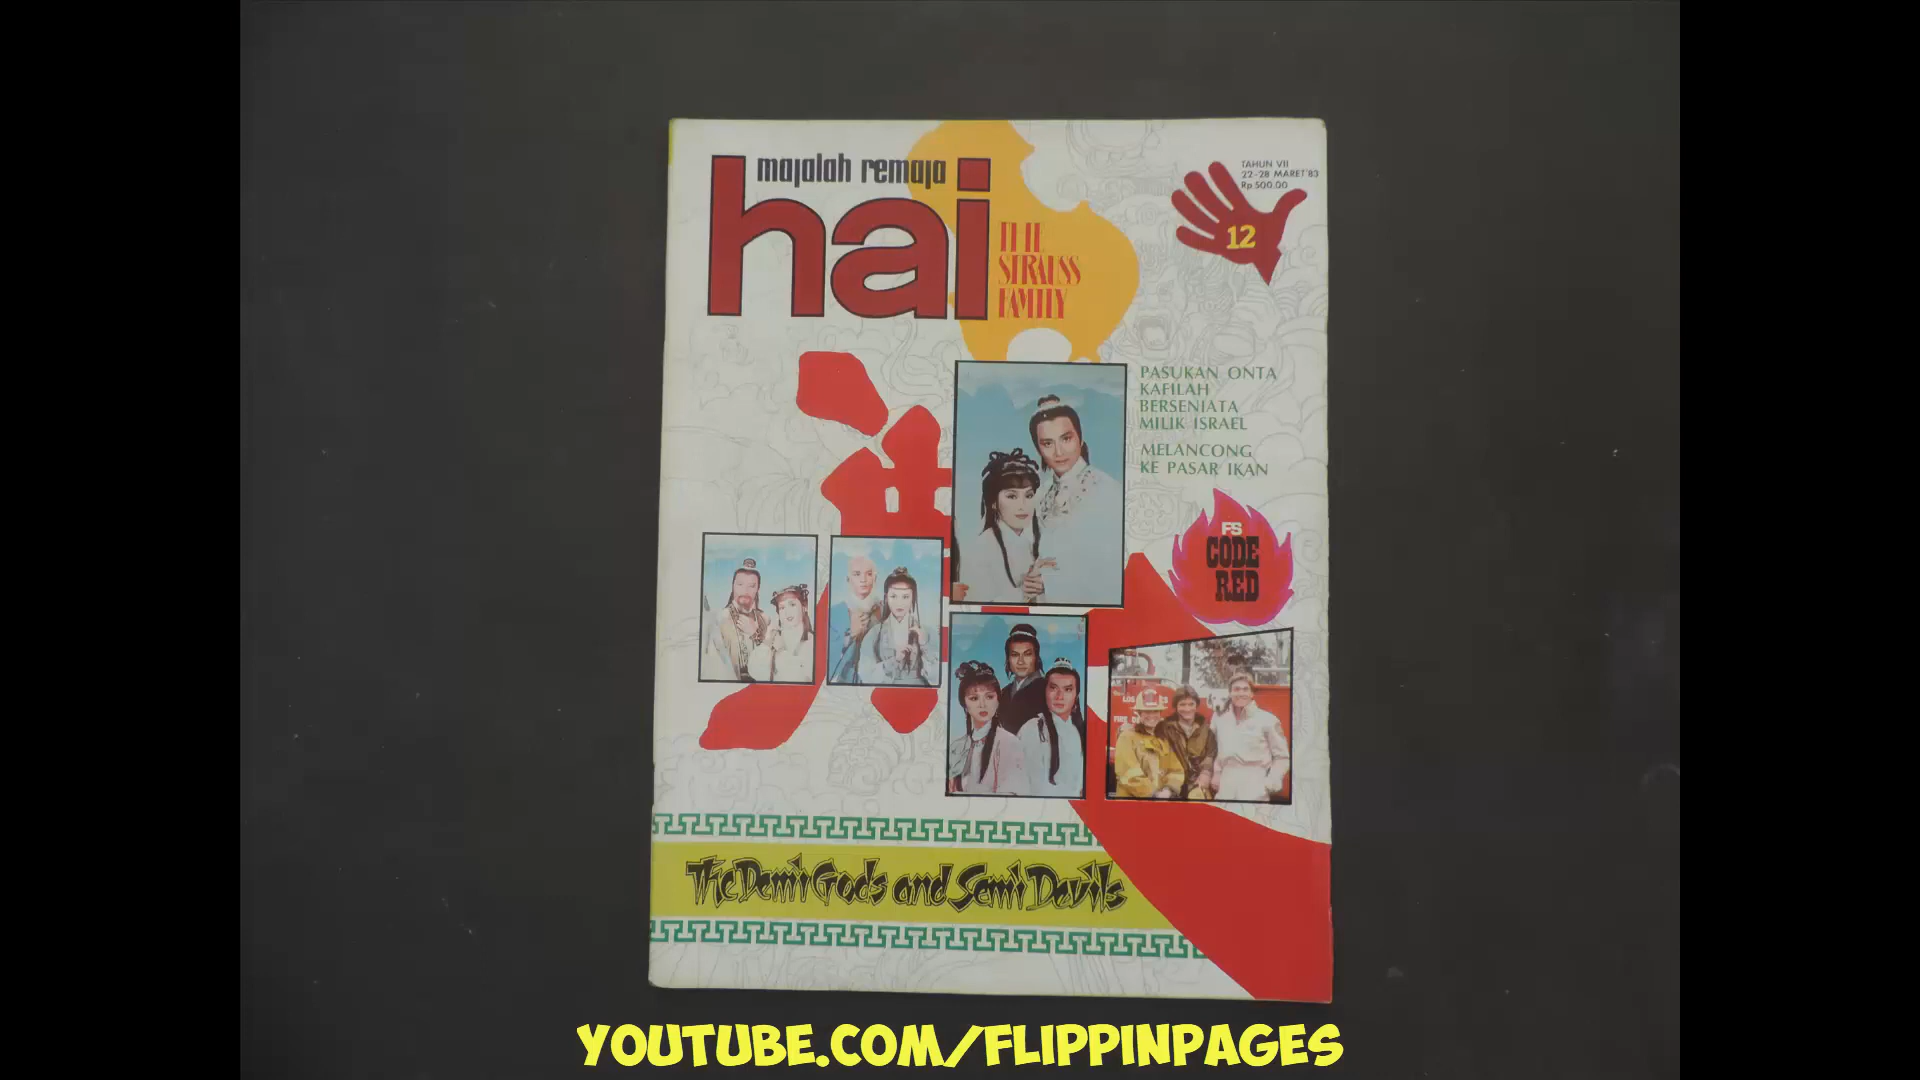 majalah remaja
hai
THE
STRAUSS
FAMILY
TAHUN VII
22-28 MARET'83
Rp.500.00
12
PASUKAN ONTA
KAFILAH
BERSENJATA
MILIK ISRAEL
MELANCONG
KE PASAR IKAN
FS
CODE
RED
The Demi Gods and Semi Devils
YOUTUBE.COM/FLIPPINPAGES